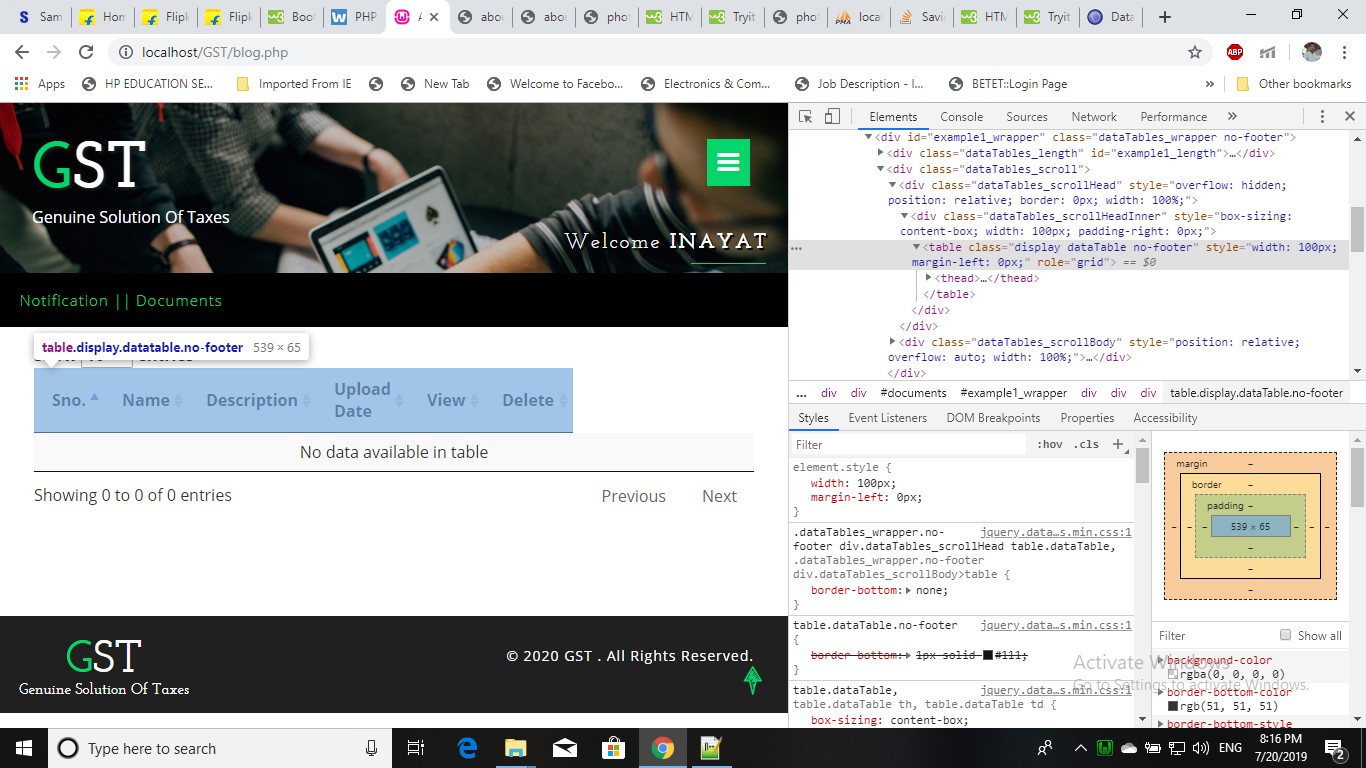 Sam
Hom
Flipk
Flipk
Boot
PHP
A
abou
abou
phot
HTM
Tryit
phot
local
Savi
HTM
Tryit
Data
localhost/GST/blog.php
ABP
Apps
HP EDUCATION SE...
Imported From IE
New Tab
Welcome to Facebo...
Electronics & Com...
Job Description - I...
BETET::Login Page
»
Other bookmarks
GST
Genuine Solution Of Taxes
Welcome INAYAT
Notification || Documents
table.display.datatable.no-footer 539 × 65
Sno.
Name
Description
Upload
Date
View
Delete
No data available in table
Showing 0 to 0 of 0 entries
Previous
Next
GST
Genuine Solution Of Taxes
© 2020 GST . All Rights Reserved.
Elements
Console
Sources
Network
Performance
»
<div id="example1_wrapper" class="dataTables_wrapper no-footer">
<div class="dataTables_length" id="example1_length">…</div>
<div class="dataTables_scroll">
<div class="dataTables_scrollHead" style="overflow: hidden;
position: relative; border: 0px; width: 100%;">
<div class="dataTables_scrollHeadInner" style="box-sizing:
content-box; width: 100px; padding-right: 0px;">
... <table class="display dataTable no-footer" style="width: 100px;
margin-left: 0px;" role="grid"> == $0
<thead>…</thead>
</table>
</div>
</div>
<div class="dataTables_scrollBody" style="position: relative;
overflow: auto; width: 100%;">…</div>
</div>
... div div #documents #example1_wrapper div div div table.display.dataTable.no-footer
Styles
Event Listeners
DOM Breakpoints
Properties
Accessibility
Filter
:hov .cls +
element.style {
width: 100px;
margin-left: 0px;
}
.dataTables_wrapper.no- jquery.data…s.min.css:1
footer div.dataTables_scrollHead table.dataTable,
.dataTables_wrapper.no-footer
div.dataTables_scrollBody>table {
border-bottom: none;
}
table.dataTable.no-footer jquery.data…s.min.css:1
{
border-bottom: 1px solid #111;
}
table.dataTable, jquery.data…s.min.css:1
table.dataTable th, table.dataTable td {
box-sizing: content-box;
margin –
border –
padding –
– – – 539 × 65 – – –
–
–
–
Filter
Show all
background-color
rgba(0, 0, 0, 0)
border-bottom-color
rgb(51, 51, 51)
border-bottom-style
Activate Windows
Go to Settings to activate Windows.
Type here to search
ENG
8:16 PM
7/20/2019
2